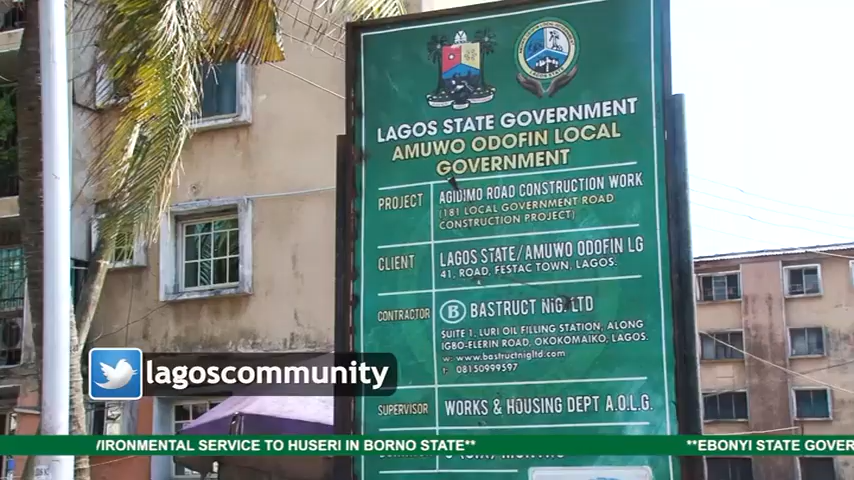 LAGOS STATE GOVERNMENT
AMUWO ODOFIN LOCAL
GOVERNMENT
PROJECT
AGIDIMO ROAD CONSTRUCTION WORK
(181 LOCAL GOVERNMENT ROAD
CONSTRUCTION PROJECT)
CLIENT
LAGOS STATE/AMUWO ODOFIN LG
41, ROAD, FESTAC TOWN, LAGOS.
CONTRACTOR
B BASTRUCT NiG. LTD
SUITE 1, LURI OIL FILLING STATION, ALONG
IGBO-ELERIN ROAD, OKOKOMAIKO, LAGOS.
w: www.bastructnigltd.com
t: 08150999597
SUPERVISOR
WORKS & HOUSING DEPT A.O.L.G.
lagoscommunity
/IRONMENTAL SERVICE TO HUSERI IN BORNO STATE** **EBONYI STATE GOVER